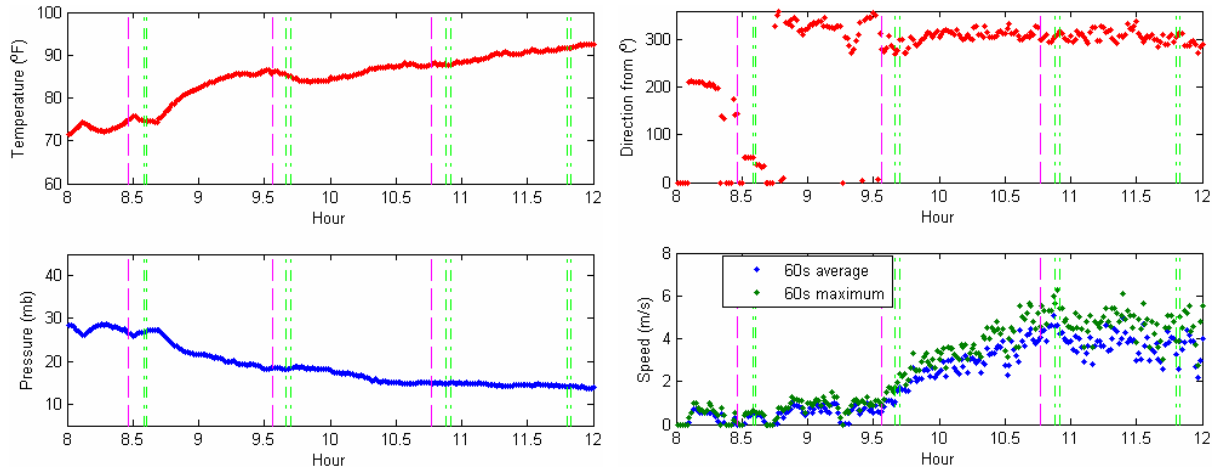 Temperature (ºF)
100
90
80
70
60
8 8.5 9 9.5 10 10.5 11 11.5 12
Hour
Direction from (º)
300
200
100
0
8 8.5 9 9.5 10 10.5 11 11.5 12
Hour
Pressure (mb)
40
30
20
10
8 8.5 9 9.5 10 10.5 11 11.5 12
Hour
Speed (m/s)
8
6
4
2
0
60s average
60s maximum
8 8.5 9 9.5 10 10.5 11 11.5 12
Hour